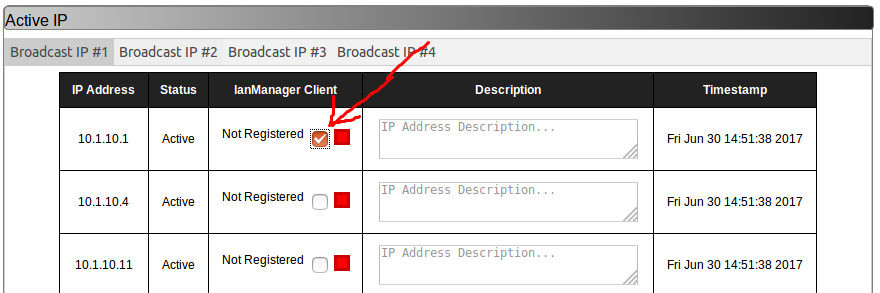 Active IP
Broadcast IP #1 Broadcast IP #2 Broadcast IP #3 Broadcast IP #4
IP Address Status IanManager Client Description Timestamp
10.1.10.1 Active Not Registered IP Address Description... Fri Jun 30 14:51:38 2017
10.1.10.4 Active Not Registered IP Address Description... Fri Jun 30 14:51:38 2017
10.1.10.11 Active Not Registered IP Address Description... Fri Jun 30 14:51:38 2017